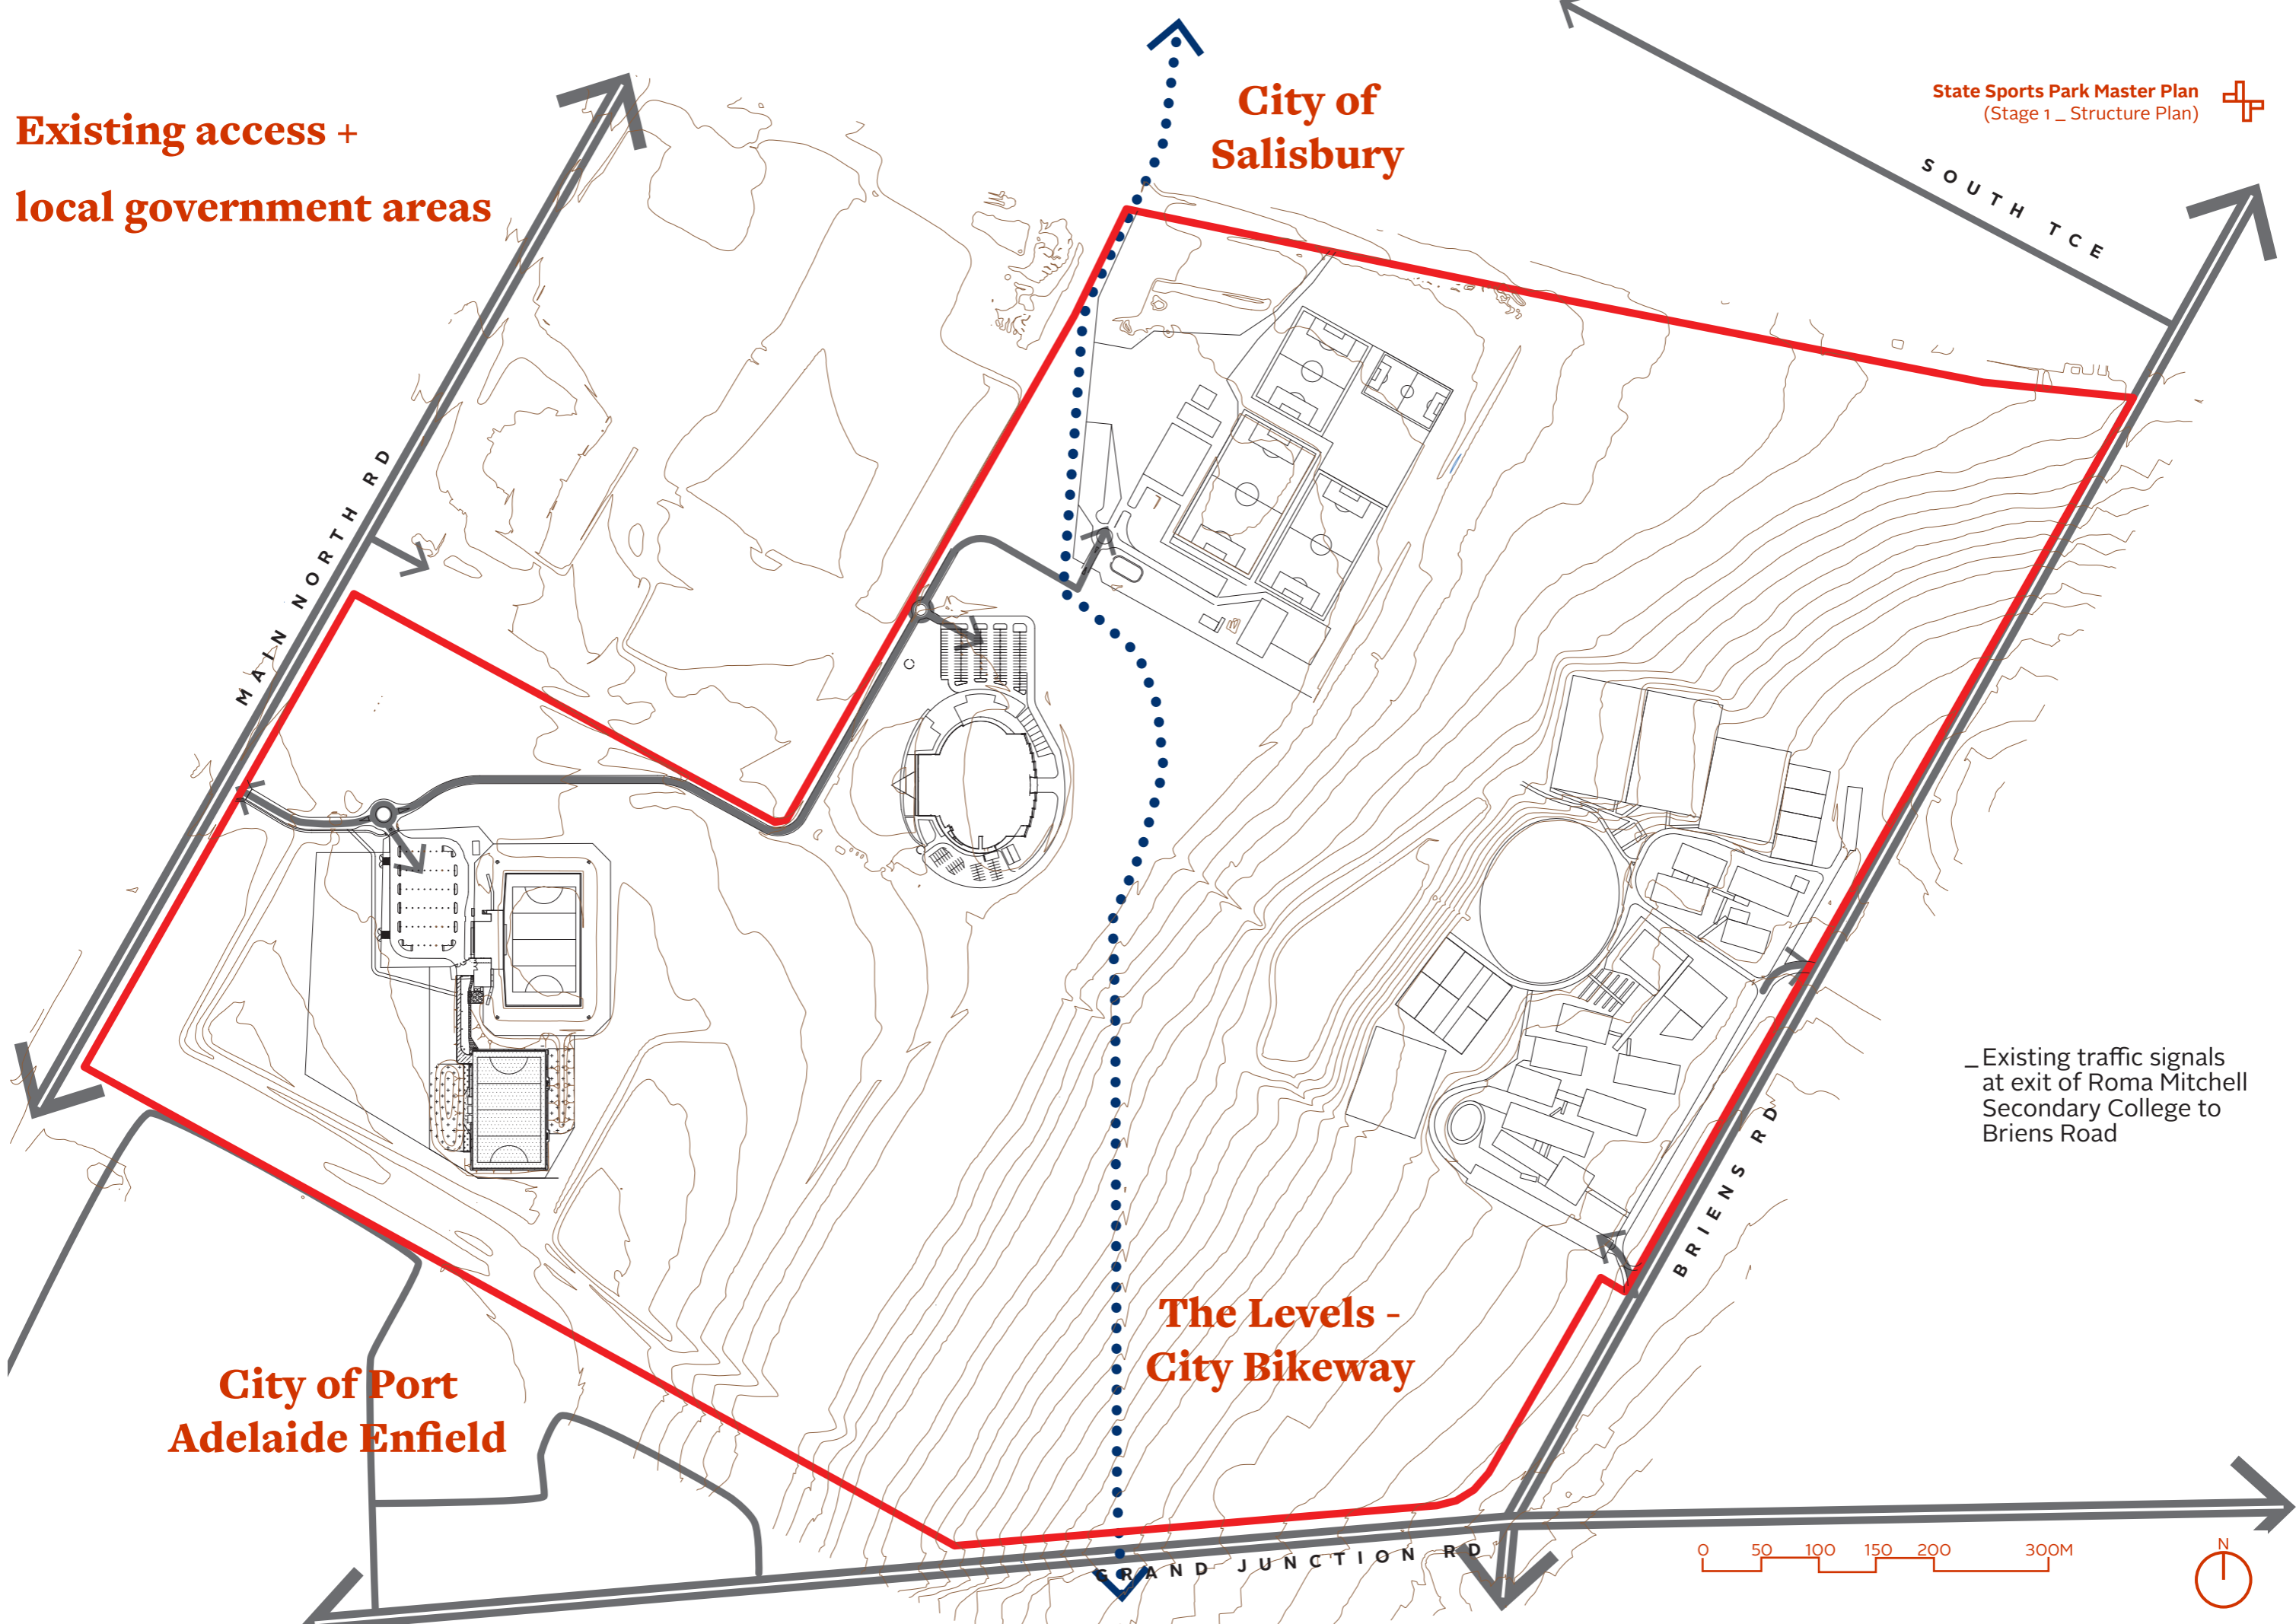 Existing access +
local government areas
City of
Salisbury
State Sports Park Master Plan
(Stage 1 _ Structure Plan)
SOUTH TCE
MAIN NORTH RD
_Existing traffic signals
at exit of Roma Mitchell
Secondary College to
Briens Road
BRIENS RD
The Levels -
City Bikeway
City of Port
Adelaide Enfield
GRAND JUNCTION RD
0 50 100 150 200 300M
N